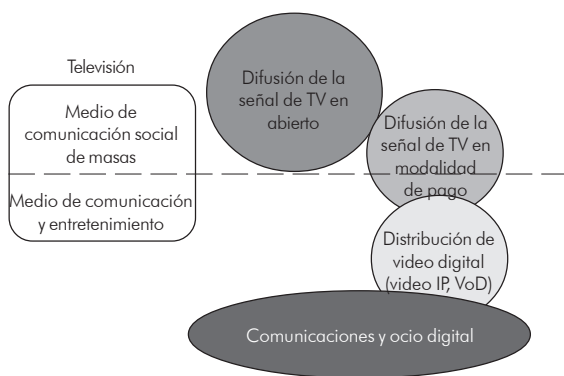 Televisión
Medio de
comunicación social
de masas
Medio de comunicación
y entretenimiento
Difusión de la
señal de TV en
abierto
Difusión de la
señal de TV en
modalidad
de pago
Distribución de
video digital
(video IP, VoD)
Comunicaciones y ocio digital